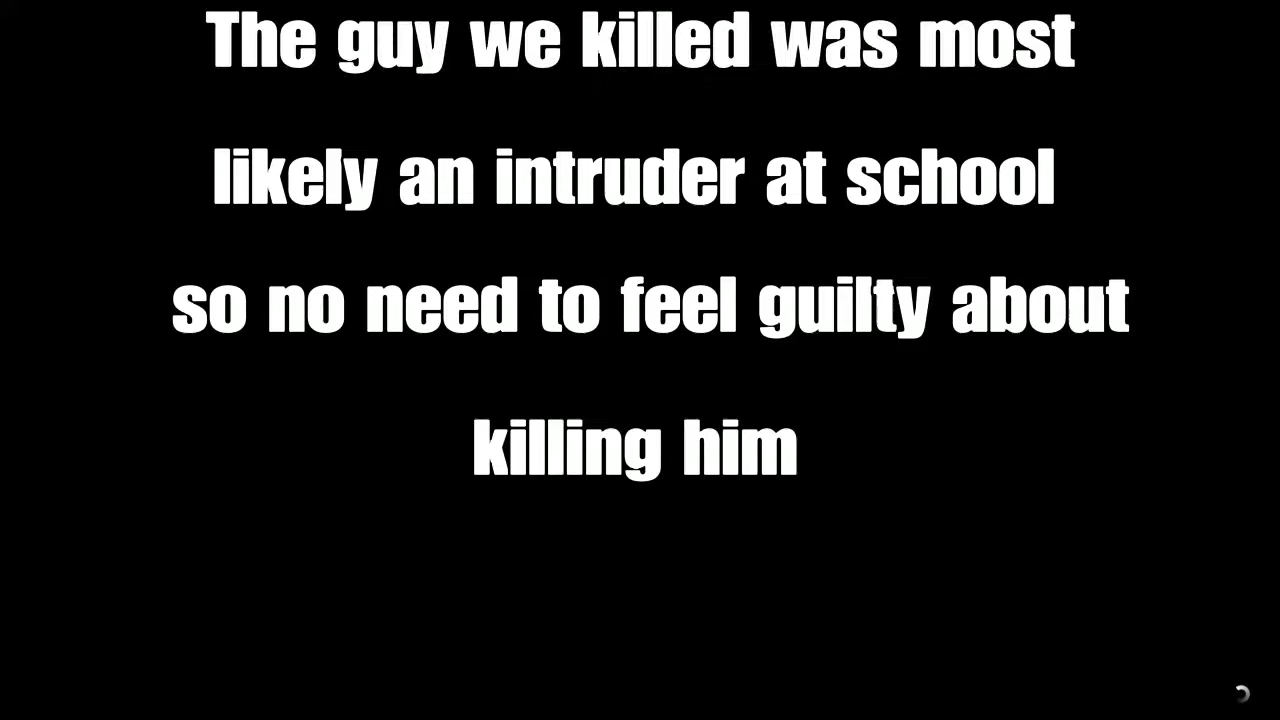 The guy we killed was most
likely an intruder at school
so no need to feel guilty about
killing him